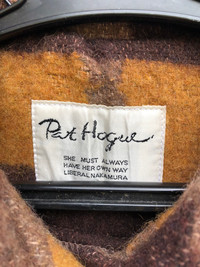 Pat Hogue
SHE MUST ALWAYS
HAVE HER OWN WAY
LIBERAL NAKAMURA